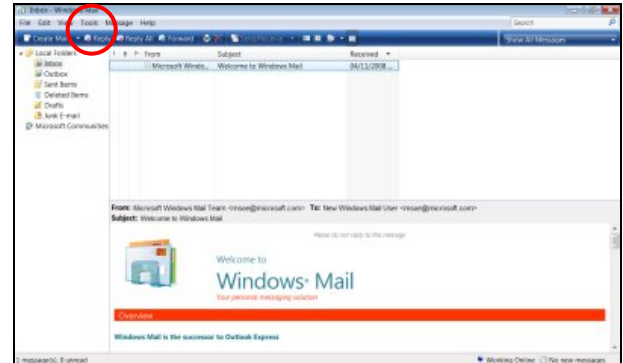 Inbox - Windows Mail
File Edit View Tools Message Help
Search
Create Mail Reply Reply All Forward Send/Receive
Show All Messages
Local Folders
Inbox
Outbox
Sent Items
Deleted Items
Drafts
Junk E-mail
Microsoft Communities
! From Subject Received
Microsoft Windo... Welcome to Windows Mail 04/11/2008 ...
From: Microsoft Windows Mail Team <msoe@microsoft.com> To: New Windows Mail User <msoe@microsoft.com>
Subject: Welcome to Windows Mail
Please do not reply to this message
Welcome to
Windows® Mail
Your personal messaging solution
Overview
Windows Mail is the successor to Outlook Express
1 message(s), 0 unread
Working Online
No new messages